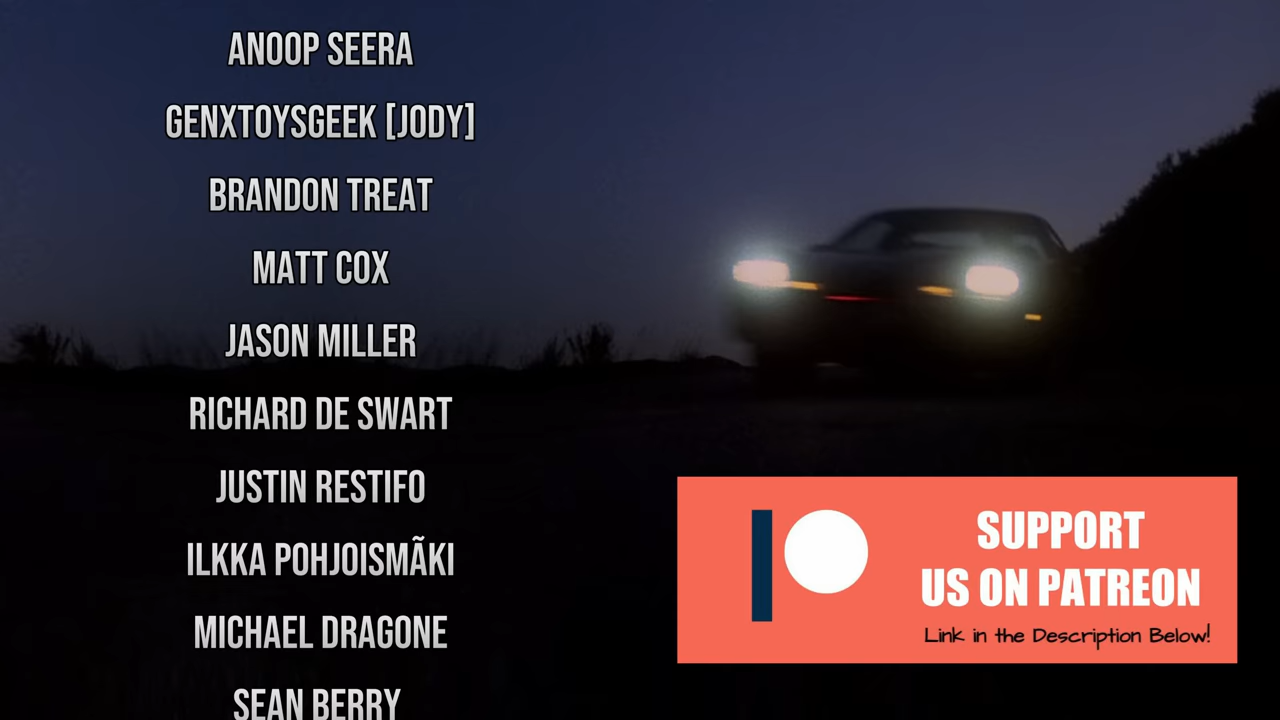 ANOOP SEERA
GENXTOYSGEEK [JODY]
BRANDON TREAT
MATT COX
JASON MILLER
RICHARD DE SWART
JUSTIN RESTIFO
ILKKA POHJOISMÃKI
MICHAEL DRAGONE
SEAN BERRY
SUPPORT
US ON PATREON
Link in the Description Below!